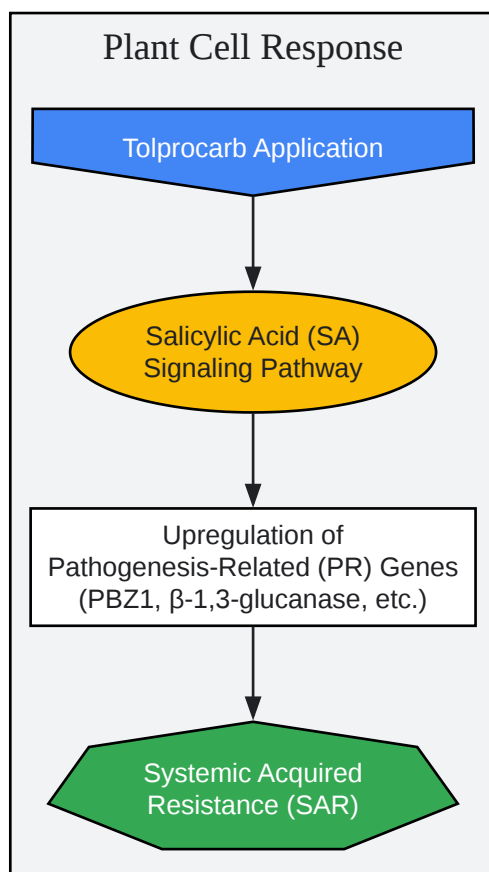 Plant Cell Response
Tolprocarb Application
Salicylic Acid (SA)
Signaling Pathway
Upregulation of
Pathogenesis-Related (PR) Genes
(PBZ1, β-1,3-glucanase, etc.)
Systemic Acquired
Resistance (SAR)